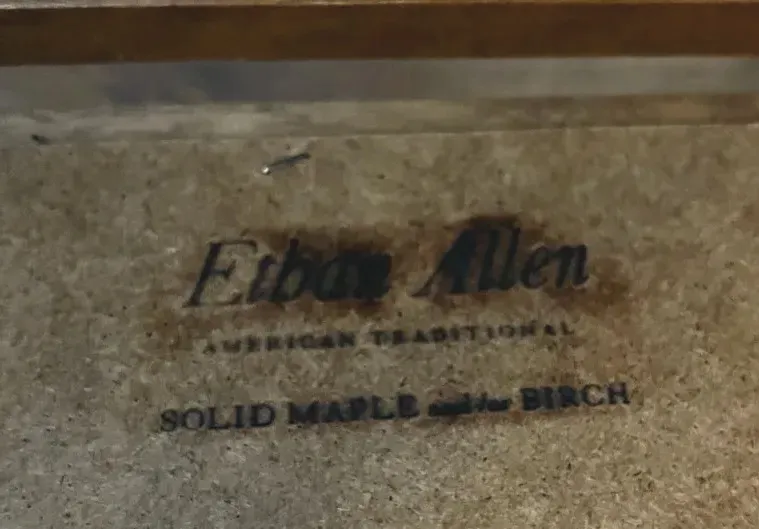 Ethan Allen
AMERICAN TRADITIONAL
SOLID MAPLE and/or BIRCH